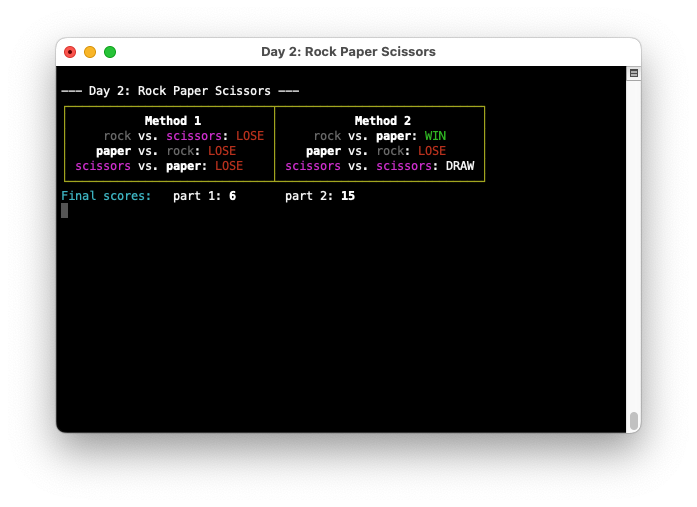 Day 2: Rock Paper Scissors
--- Day 2: Rock Paper Scissors ---
Method 1 Method 2
rock vs. scissors: LOSE rock vs. paper: WIN
paper vs. rock: LOSE paper vs. rock: LOSE
scissors vs. paper: LOSE scissors vs. scissors: DRAW
Final scores: part 1: 6 part 2: 15